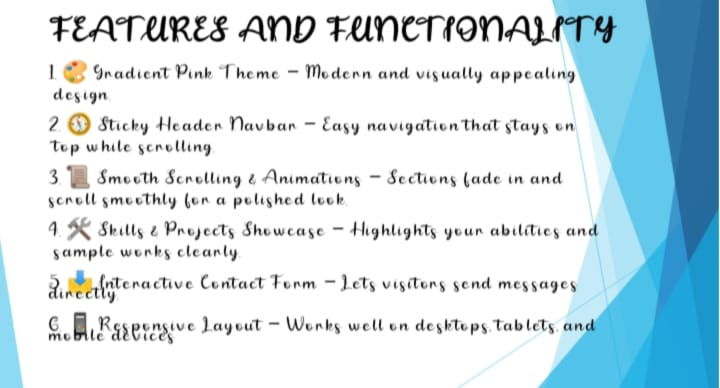 FEATURES AND FUNCTIONALITY
1. 🎨 Gradient Pink Theme – Modern and visually appealing
design.
2. 🧭 Sticky Header Navbar – Easy navigation that stays on
top while scrolling.
3. 📜 Smooth Scrolling & Animations – Sections fade in and
scroll smoothly for a polished look.
4. 🛠 Skills & Projects Showcase – Highlights your abilities and
sample works clearly.
5. 📩 Interactive Contact Form – Lets visitors send messages
directly.
6. 📱 Responsive Layout – Works well on desktops, tablets, and
mobile devices